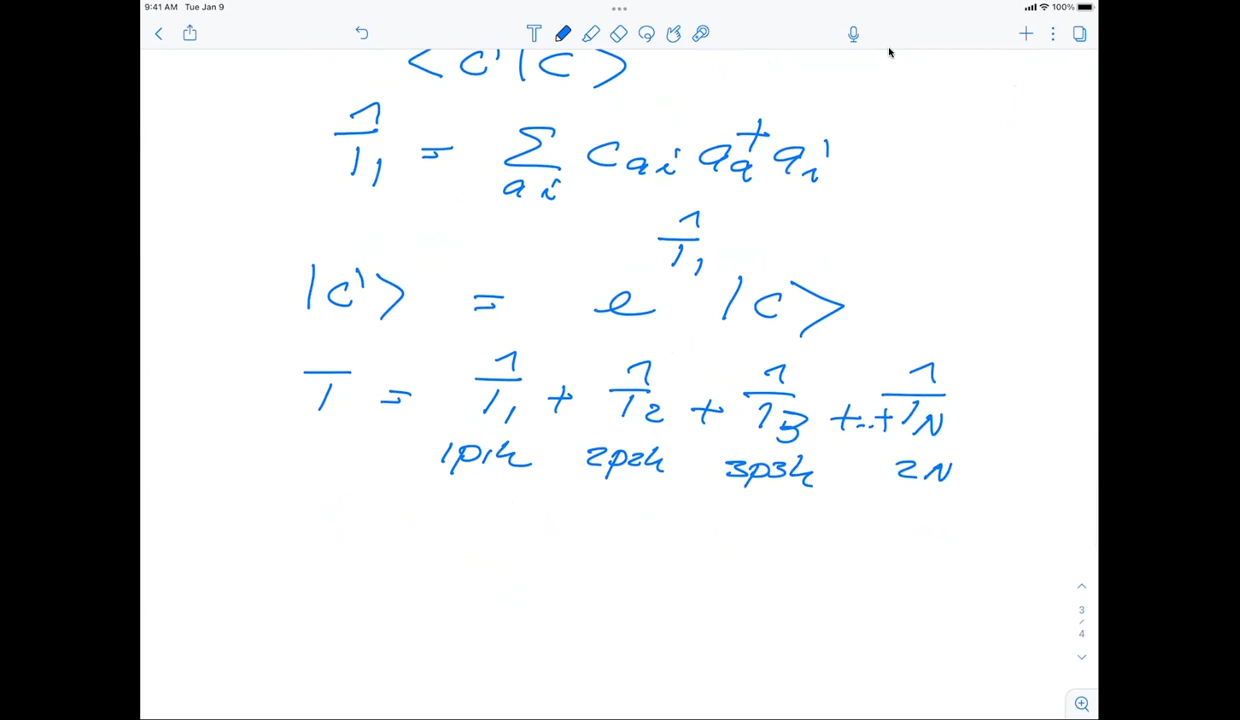 9:41 AM Tue Jan 9
100%
T
<c'|c>
T̂₁ = Σ_{ai} c_{ai} a_a^† a_i
|c'> = e^{T̂₁} |c>
T = T̂₁ + T̂₂ + T̂₃ +..+ T̂_N
1p1h 2p2h 3p3h 2N
3
/
4